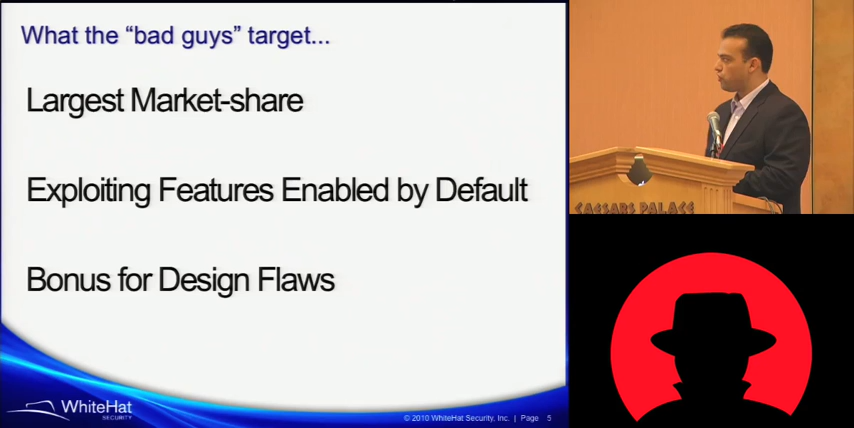 What the “bad guys” target...
Largest Market-share
Exploiting Features Enabled by Default
Bonus for Design Flaws
WhiteHat
SECURITY
© 2010 WhiteHat Security, Inc. | Page 5
CAESARS PALACE